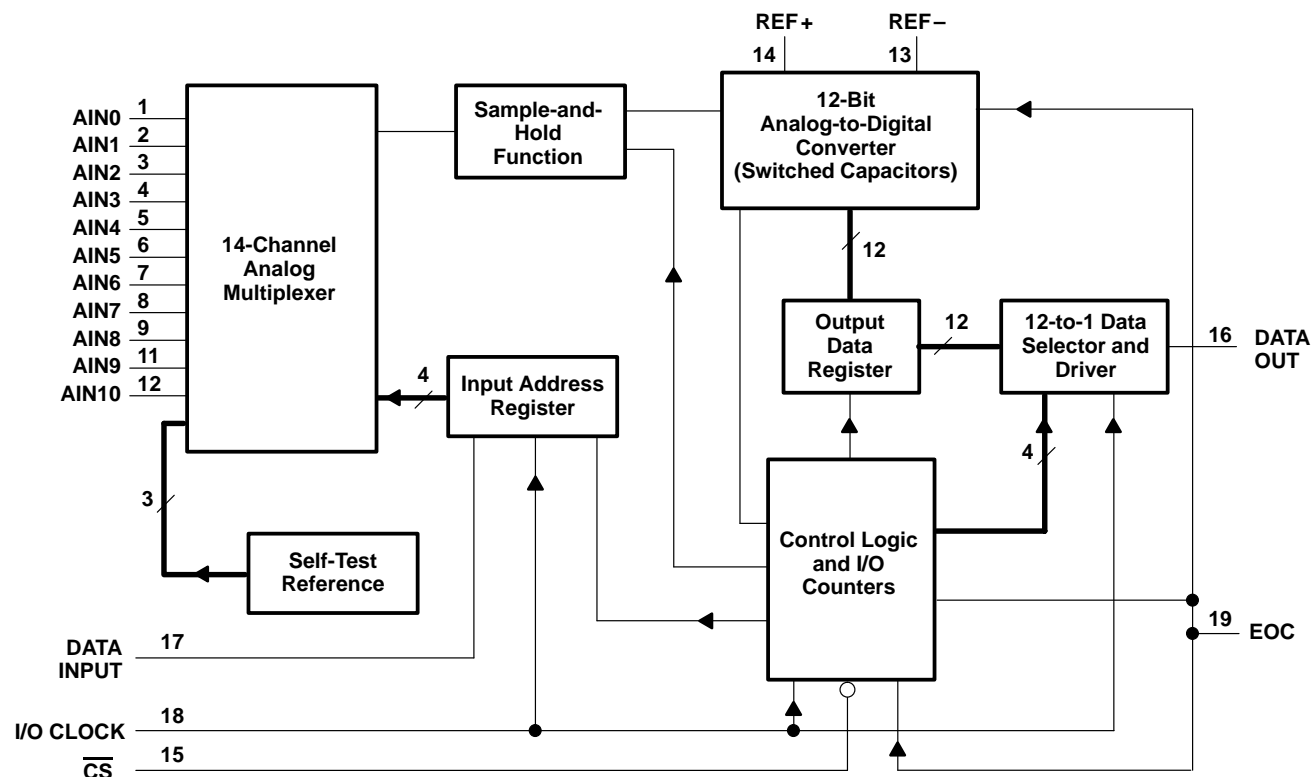 REF+
REF–
14
13
AIN0
1
AIN1
2
AIN2
3
AIN3
4
AIN4
5
AIN5
6
AIN6
7
AIN7
8
AIN8
9
AIN9
11
AIN10
12
14-Channel
Analog
Multiplexer
Sample-and-
Hold
Function
12-Bit
Analog-to-Digital
Converter
(Switched Capacitors)
12
Output
Data
Register
12
12-to-1 Data
Selector and
Driver
16
DATA
OUT
4
Input Address
Register
4
3
Self-Test
Reference
Control Logic
and I/O
Counters
19
EOC
DATA
INPUT
17
I/O CLOCK
18
C̅S̅
15